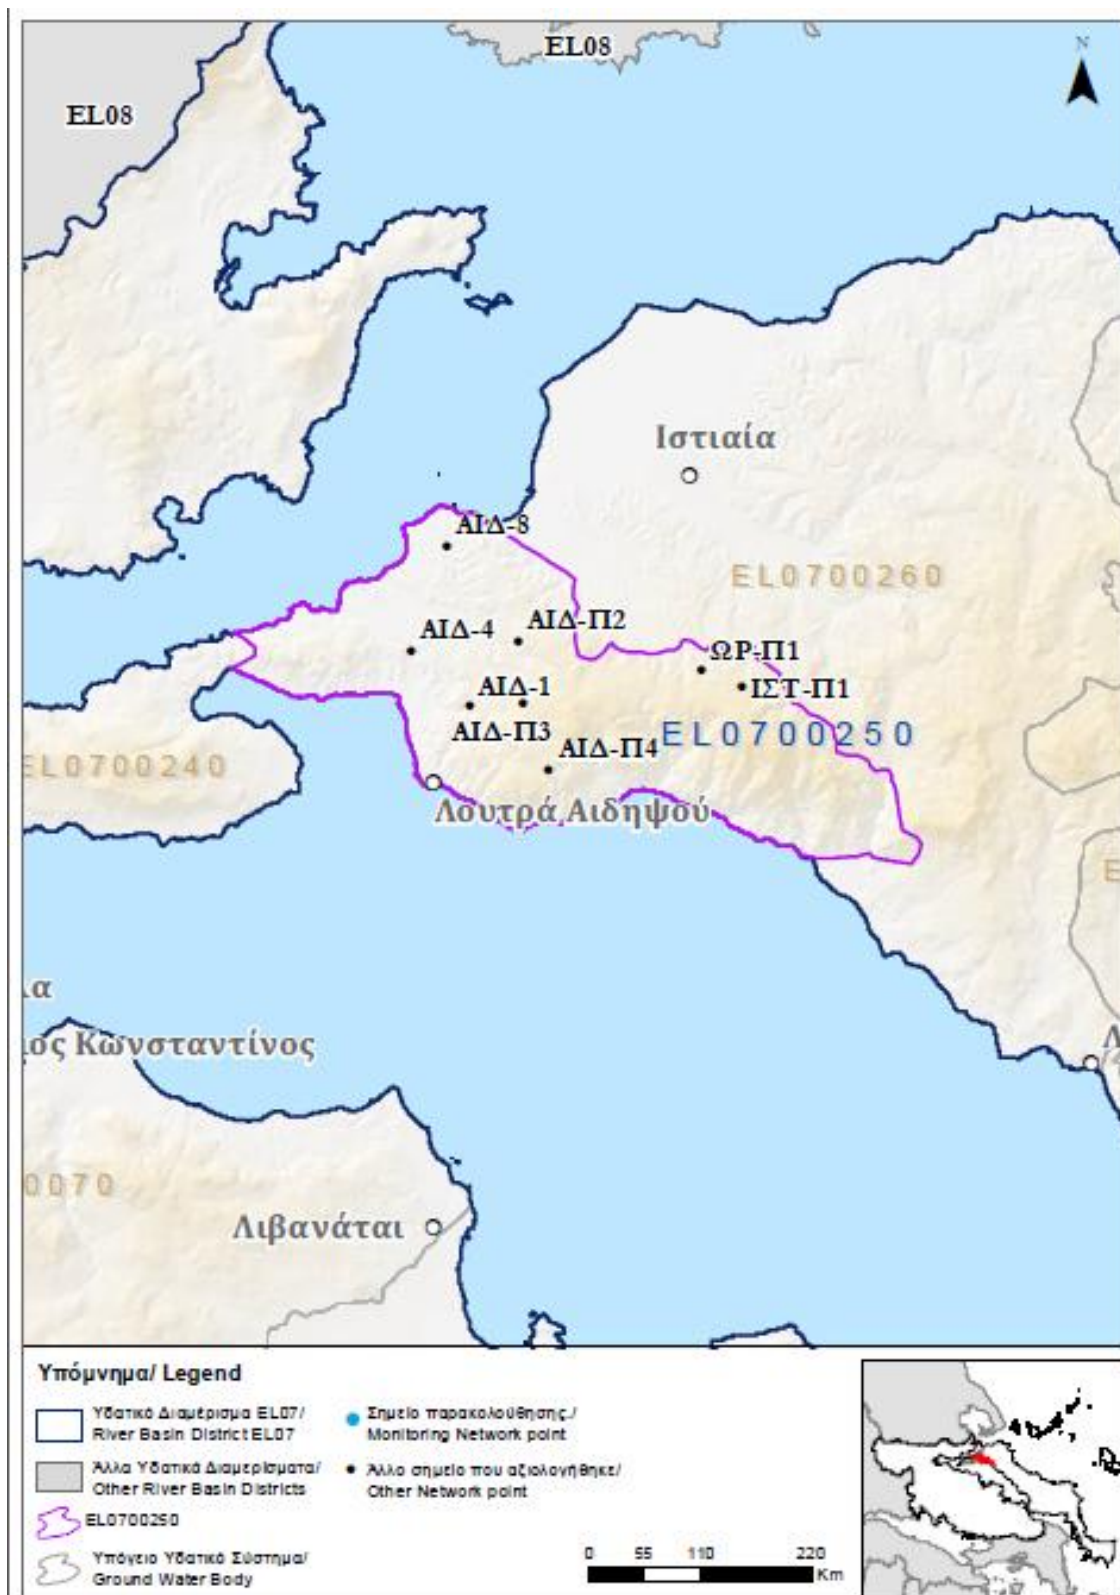 EL08
N
EL08
Ιστιαία
ΑΙΔ-8
EL0700260
ΑΙΔ-4
ΑΙΔ-Π2
ΩΡ-Π1
ΑΙΔ-1
ΙΣΤ-Π1
ΑΙΔ-Π3
ΑΙΔ-Π4
EL0700250
EL0700240
Λουτρά Αιδηψού
ια
ιος Κωνσταντίνος
0070
Λιβανάται
Υπόμνημα/ Legend
Υδατικό Διαμέρισμα EL07/
River Basin District EL07
Άλλα Υδατικά Διαμερίσματα/
Other River Basin Districts
EL0700250
Υπόγειο Υδατικό Σύστημα/
Ground Water Body
Σημείο παρακολούθησης./
Monitoring Network point
Άλλο σημείο που αξιολογήθηκε/
Other Network point
0 55 110 220
Km